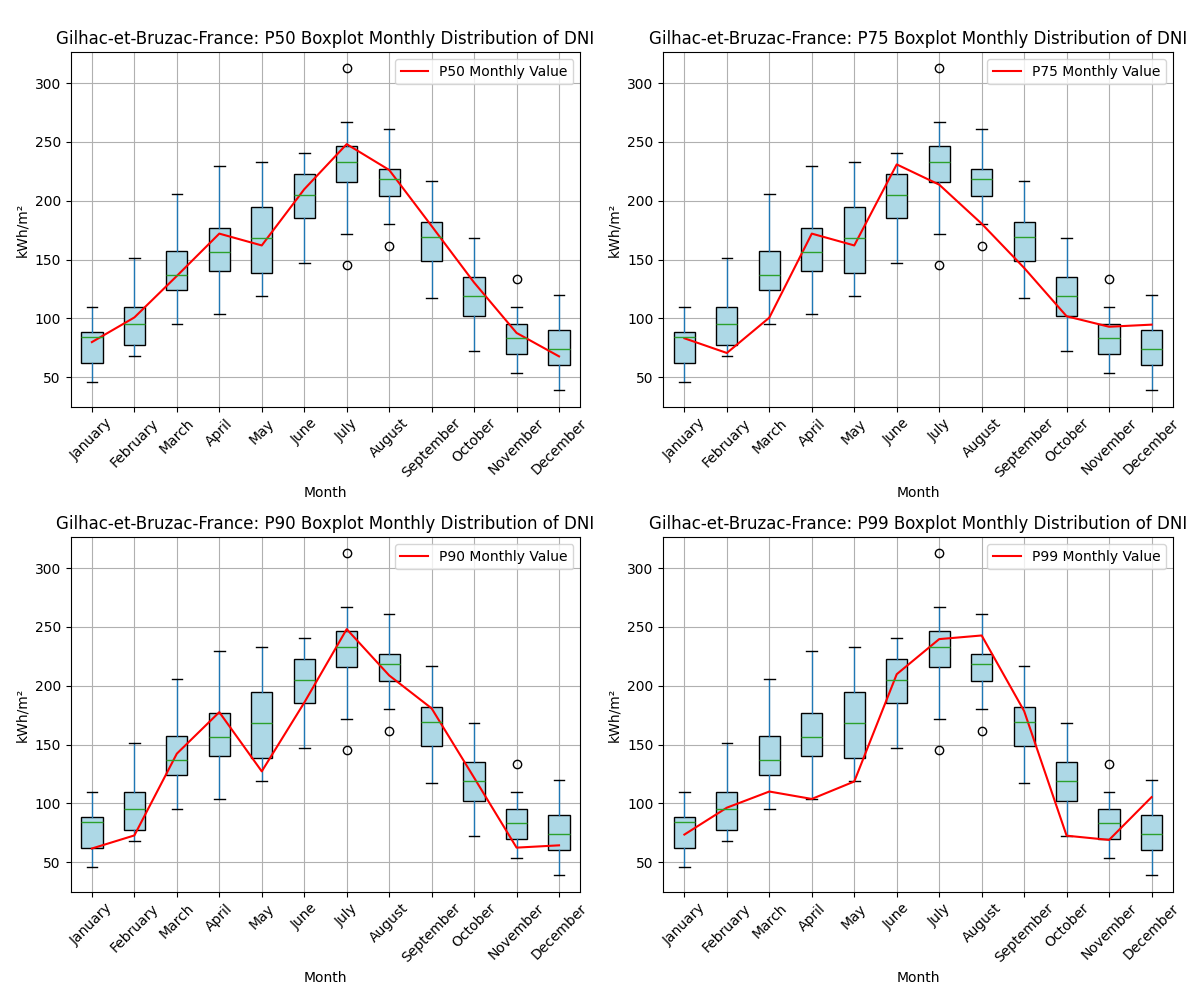 Gilhac-et-Bruzac-France: P50 Boxplot Monthly Distribution of DNI
P50 Monthly Value
kWh/m²
300
250
200
150
100
50
January
February
March
April
May
June
July
August
September
October
November
December
Month
Gilhac-et-Bruzac-France: P75 Boxplot Monthly Distribution of DNI
P75 Monthly Value
kWh/m²
300
250
200
150
100
50
January
February
March
April
May
June
July
August
September
October
November
December
Month
Gilhac-et-Bruzac-France: P90 Boxplot Monthly Distribution of DNI
P90 Monthly Value
kWh/m²
300
250
200
150
100
50
January
February
March
April
May
June
July
August
September
October
November
December
Month
Gilhac-et-Bruzac-France: P99 Boxplot Monthly Distribution of DNI
P99 Monthly Value
kWh/m²
300
250
200
150
100
50
January
February
March
April
May
June
July
August
September
October
November
December
Month